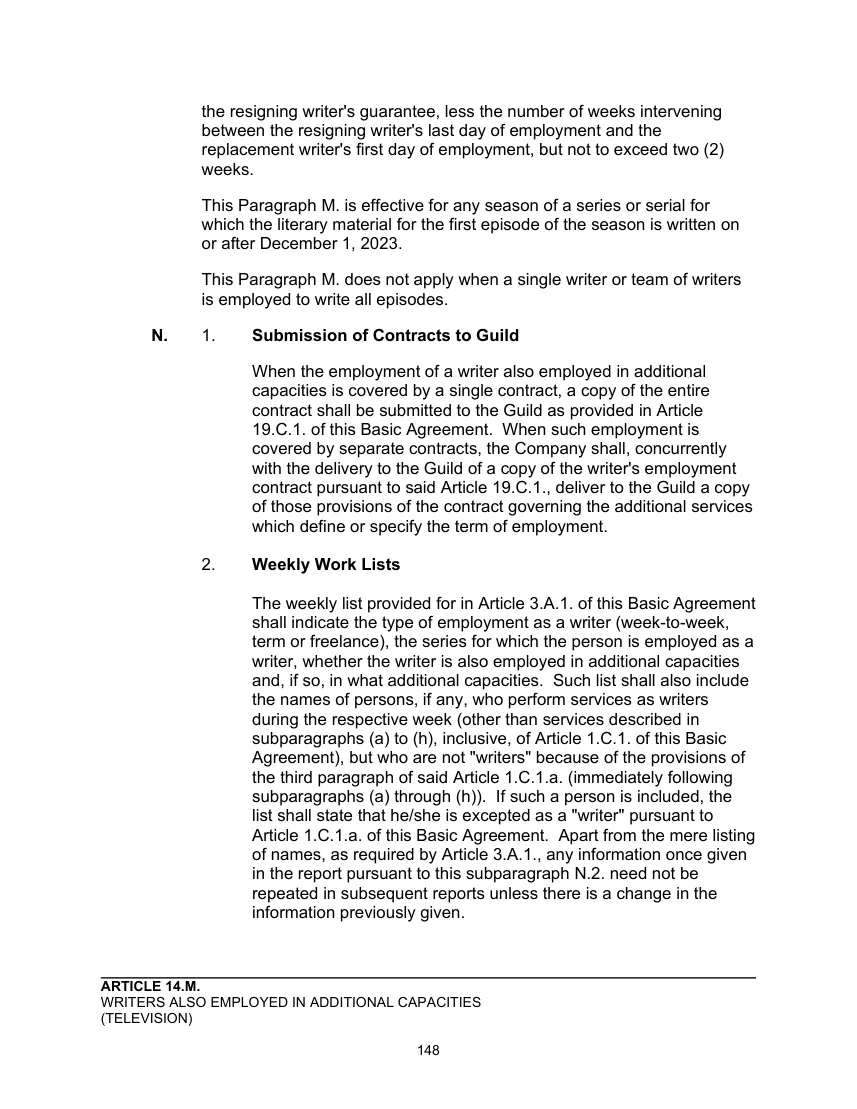 the resigning writer's guarantee, less the number of weeks intervening
between the resigning writer's last day of employment and the
replacement writer's first day of employment, but not to exceed two (2)
weeks.
This Paragraph M. is effective for any season of a series or serial for
which the literary material for the first episode of the season is written on
or after December 1, 2023.
This Paragraph M. does not apply when a single writer or team of writers
is employed to write all episodes.
N. 1. Submission of Contracts to Guild
When the employment of a writer also employed in additional
capacities is covered by a single contract, a copy of the entire
contract shall be submitted to the Guild as provided in Article
19.C.1. of this Basic Agreement. When such employment is
covered by separate contracts, the Company shall, concurrently
with the delivery to the Guild of a copy of the writer's employment
contract pursuant to said Article 19.C.1., deliver to the Guild a copy
of those provisions of the contract governing the additional services
which define or specify the term of employment.
2. Weekly Work Lists
The weekly list provided for in Article 3.A.1. of this Basic Agreement
shall indicate the type of employment as a writer (week-to-week,
term or freelance), the series for which the person is employed as a
writer, whether the writer is also employed in additional capacities
and, if so, in what additional capacities. Such list shall also include
the names of persons, if any, who perform services as writers
during the respective week (other than services described in
subparagraphs (a) to (h), inclusive, of Article 1.C.1. of this Basic
Agreement), but who are not "writers" because of the provisions of
the third paragraph of said Article 1.C.1.a. (immediately following
subparagraphs (a) through (h)). If such a person is included, the
list shall state that he/she is excepted as a "writer" pursuant to
Article 1.C.1.a. of this Basic Agreement. Apart from the mere listing
of names, as required by Article 3.A.1., any information once given
in the report pursuant to this subparagraph N.2. need not be
repeated in subsequent reports unless there is a change in the
information previously given.
ARTICLE 14.M.
WRITERS ALSO EMPLOYED IN ADDITIONAL CAPACITIES
(TELEVISION)
148